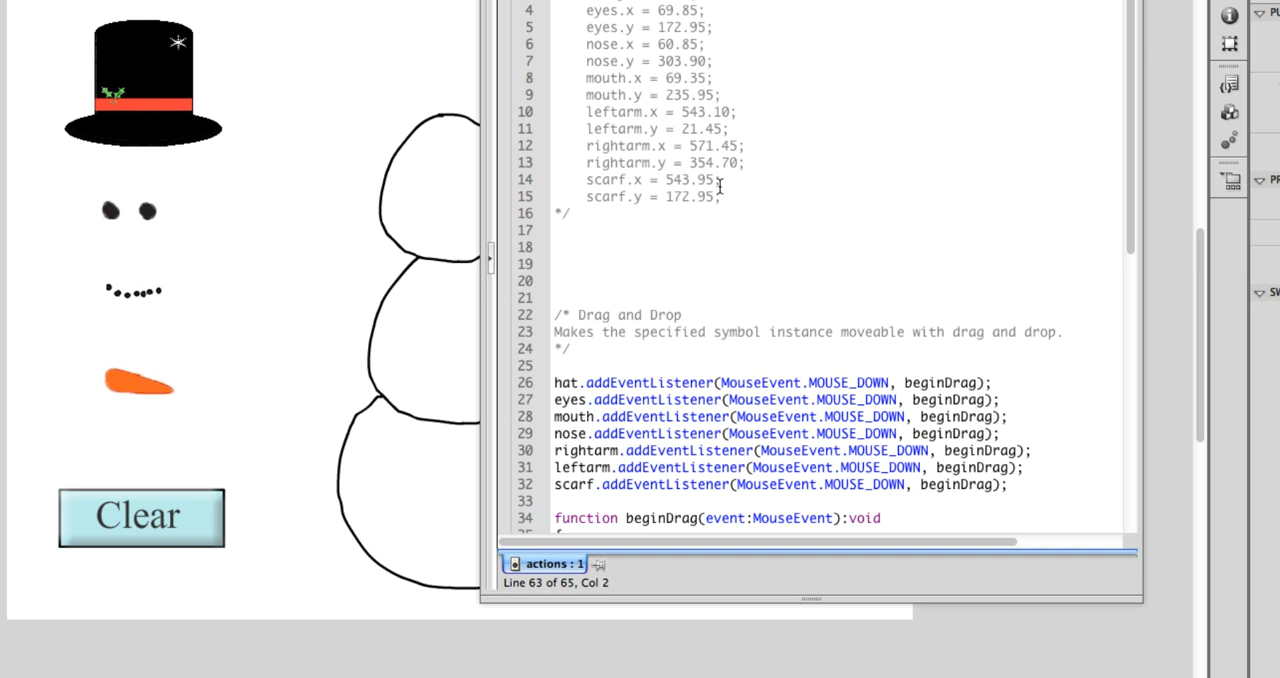 4 eyes.x = 69.85;
5 eyes.y = 172.95;
6 nose.x = 60.85;
7 nose.y = 303.90;
8 mouth.x = 69.35;
9 mouth.y = 235.95;
10 leftarm.x = 543.10;
11 leftarm.y = 21.45;
12 rightarm.x = 571.45;
13 rightarm.y = 354.70;
14 scarf.x = 543.95;
15 scarf.y = 172.95;
16 */
17
18
19
20
21
22 /* Drag and Drop
23 Makes the specified symbol instance moveable with drag and drop.
24 */
25
26 hat.addEventListener(MouseEvent.MOUSE_DOWN, beginDrag);
27 eyes.addEventListener(MouseEvent.MOUSE_DOWN, beginDrag);
28 mouth.addEventListener(MouseEvent.MOUSE_DOWN, beginDrag);
29 nose.addEventListener(MouseEvent.MOUSE_DOWN, beginDrag);
30 rightarm.addEventListener(MouseEvent.MOUSE_DOWN, beginDrag);
31 leftarm.addEventListener(MouseEvent.MOUSE_DOWN, beginDrag);
32 scarf.addEventListener(MouseEvent.MOUSE_DOWN, beginDrag);
33
34 function beginDrag(event:MouseEvent):void
Clear
actions : 1
Line 63 of 65, Col 2